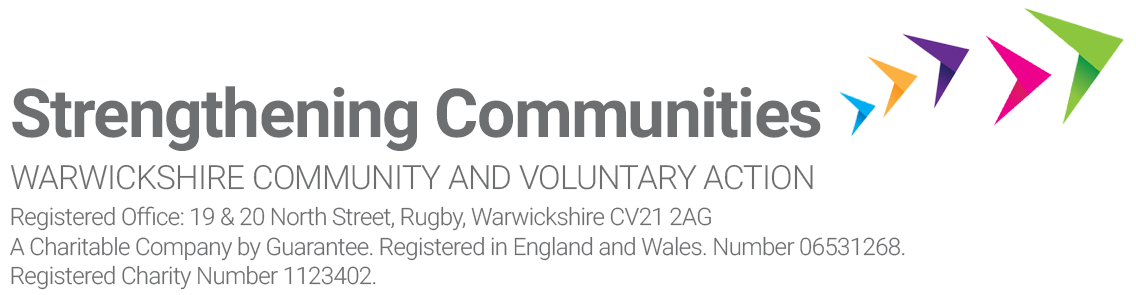 Strengthening Communities
WARWICKSHIRE COMMUNITY AND VOLUNTARY ACTION
Registered Office: 19 & 20 North Street, Rugby, Warwickshire CV21 2AG
A Charitable Company by Guarantee. Registered in England and Wales. Number 06531268.
Registered Charity Number 1123402.